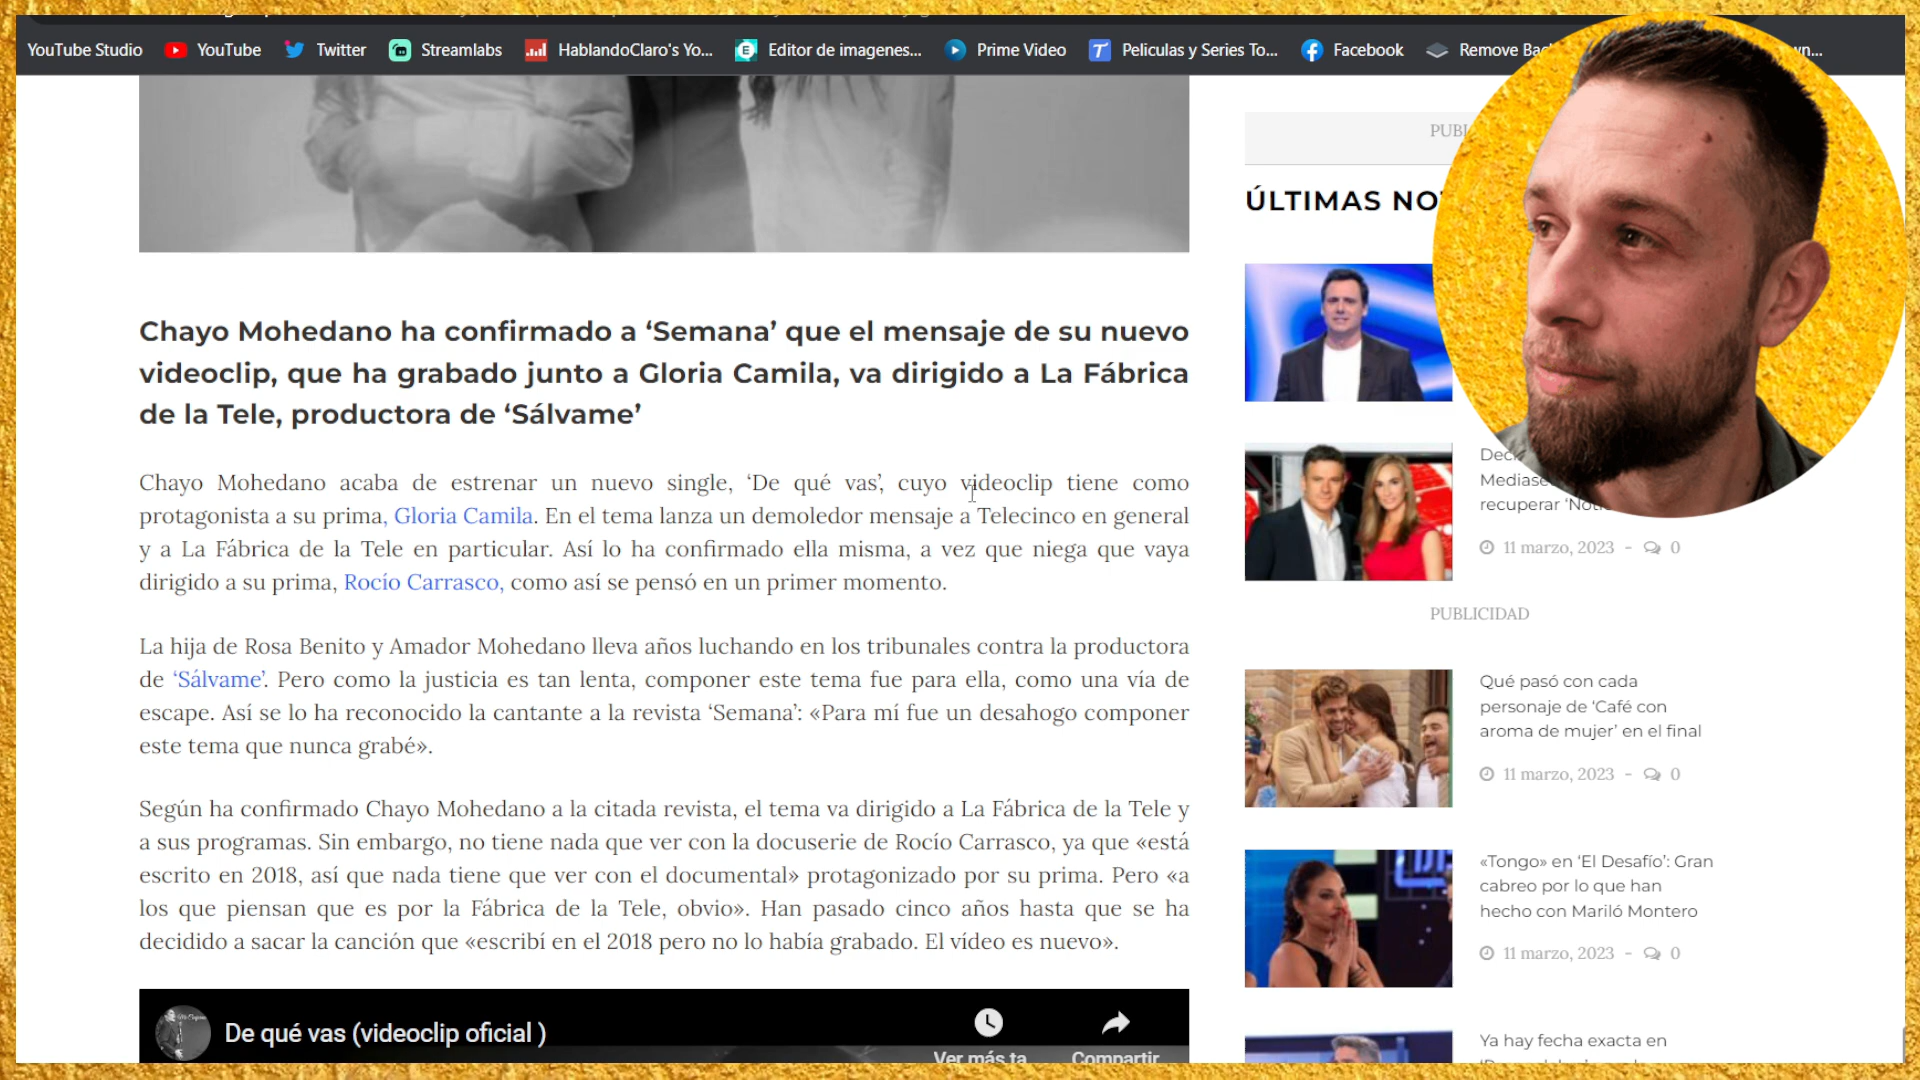 YouTube Studio YouTube Twitter Streamlabs HablandoClaro's Yo... Editor de imagenes... Prime Video Peliculas y Series To... Facebook Remove
ÚLTIMAS
Chayo Mohedano ha confirmado a ‘Semana’ que el mensaje de su nuevo
videoclip, que ha grabado junto a Gloria Camila, va dirigido a La Fábrica
de la Tele, productora de ‘Sálvame’
Chayo Mohedano acaba de estrenar un nuevo single, ‘De qué vas’, cuyo videoclip tiene como
protagonista a su prima, Gloria Camila. En el tema lanza un demoledor mensaje a Telecinco en general
y a La Fábrica de la Tele en particular. Así lo ha confirmado ella misma, a vez que niega que vaya
dirigido a su prima, Rocío Carrasco, como así se pensó en un primer momento.
La hija de Rosa Benito y Amador Mohedano lleva años luchando en los tribunales contra la productora
de ‘Sálvame’. Pero como la justicia es tan lenta, componer este tema fue para ella, como una vía de
escape. Así se lo ha reconocido la cantante a la revista ‘Semana’: «Para mí fue un desahogo componer
este tema que nunca grabé».
Según ha confirmado Chayo Mohedano a la citada revista, el tema va dirigido a La Fábrica de la Tele y
a sus programas. Sin embargo, no tiene nada que ver con la docuserie de Rocío Carrasco, ya que «está
escrito en 2018, así que nada tiene que ver con el documental» protagonizado por su prima. Pero «a
los que piensan que es por la Fábrica de la Tele, obvio». Han pasado cinco años hasta que se ha
decidido a sacar la canción que «escribí en el 2018 pero no lo había grabado. El vídeo es nuevo».
De qué vas (videoclip oficial )
Ver más ta Compartir
recuperar
11 marzo, 2023 - 0
PUBLICIDAD
Qué pasó con cada
personaje de ‘Café con
aroma de mujer’ en el final
11 marzo, 2023 - 0
«Tongo» en ‘El Desafío’: Gran
cabreo por lo que han
hecho con Mariló Montero
11 marzo, 2023 - 0
Ya hay fecha exacta en